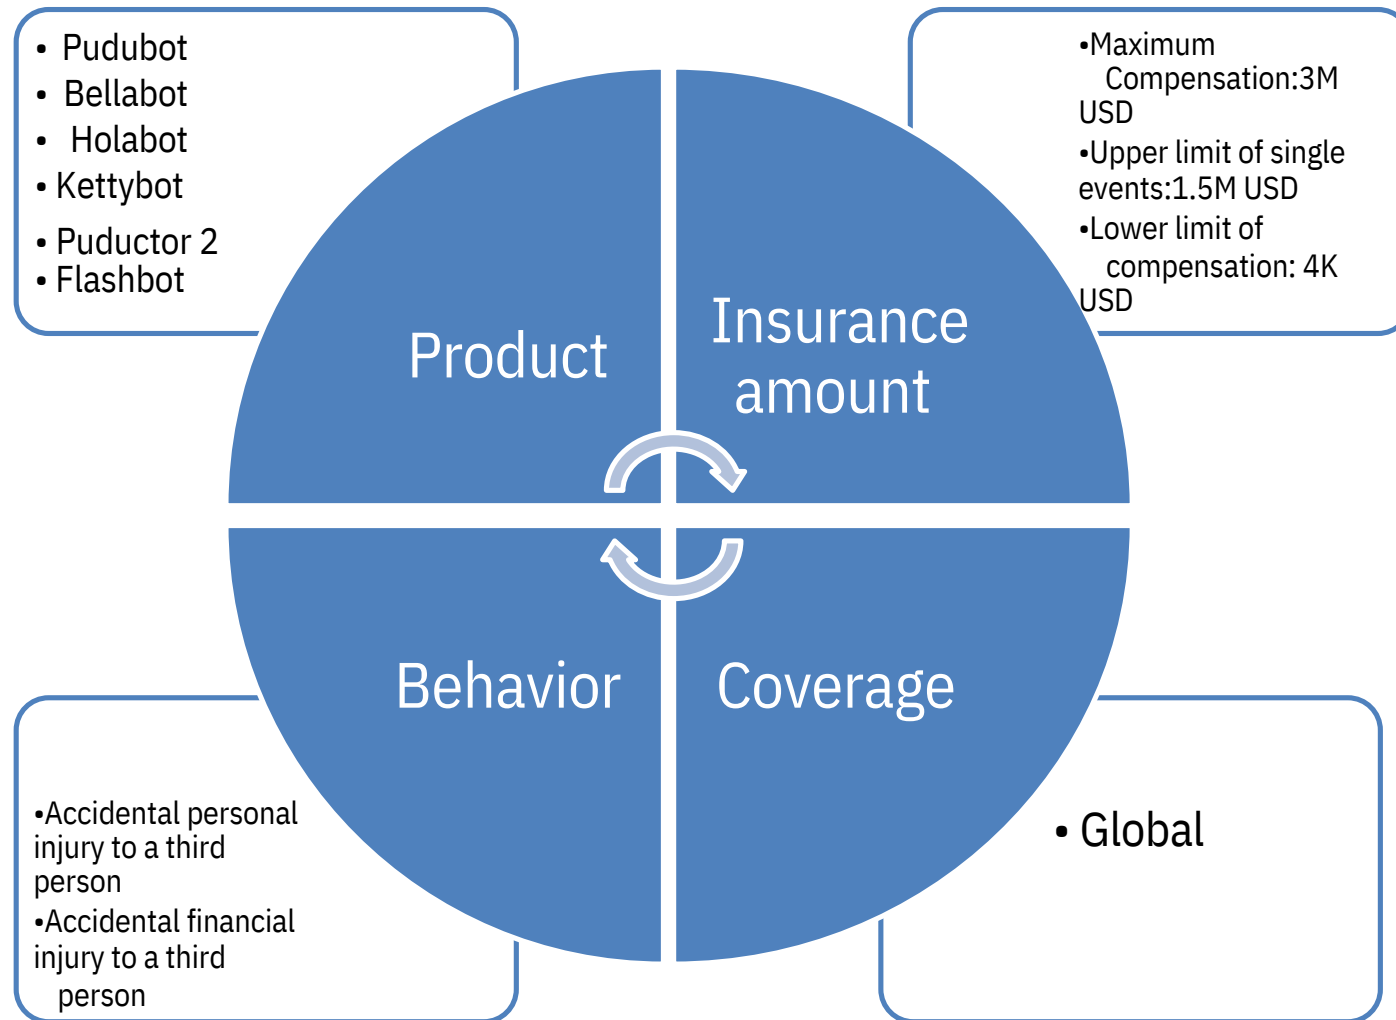 • Pudubot
• Bellabot
• Holabot
• Kettybot
• Puductor 2
• Flashbot
•Maximum
Compensation:3M
USD
•Upper limit of single
events:1.5M USD
•Lower limit of
compensation: 4K
USD
Product
Insurance
amount
Behavior
Coverage
•Accidental personal
injury to a third
person
•Accidental financial
injury to a third
person
• Global